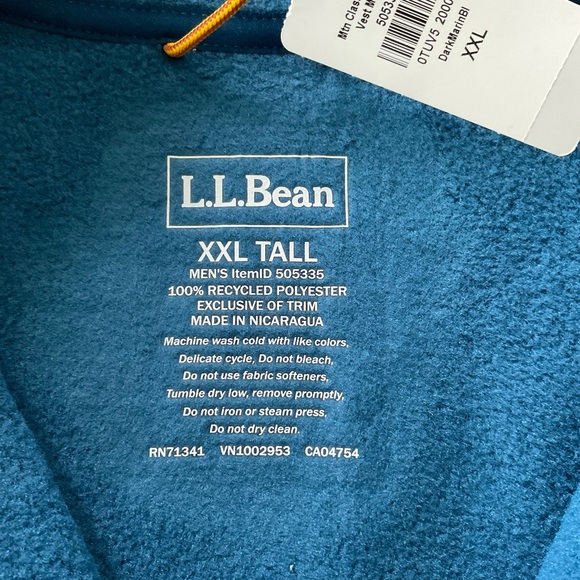 Mtn Clas
Vest M
5053
0TUV5 2000
DarkMarinBl
XXL
L.L.Bean
XXL TALL
MEN'S ItemID 505335
100% RECYCLED POLYESTER
EXCLUSIVE OF TRIM
MADE IN NICARAGUA
Machine wash cold with like colors,
Delicate cycle, Do not bleach,
Do not use fabric softeners,
Tumble dry low, remove promptly,
Do not iron or steam press,
Do not dry clean.
RN71341 VN1002953 CA04754